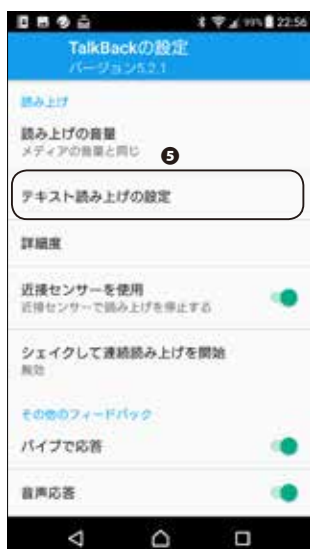 99% 22:56
TalkBackの設定
バージョン5.2.1
読み上げ
読み上げの音量
メディアの音量と同じ
5
テキスト読み上げの設定
詳細度
近接センサーを使用
近接センサーで読み上げを停止する
シェイクして連続読み上げを開始
無効
その他のフィードバック
バイブで応答
音声応答